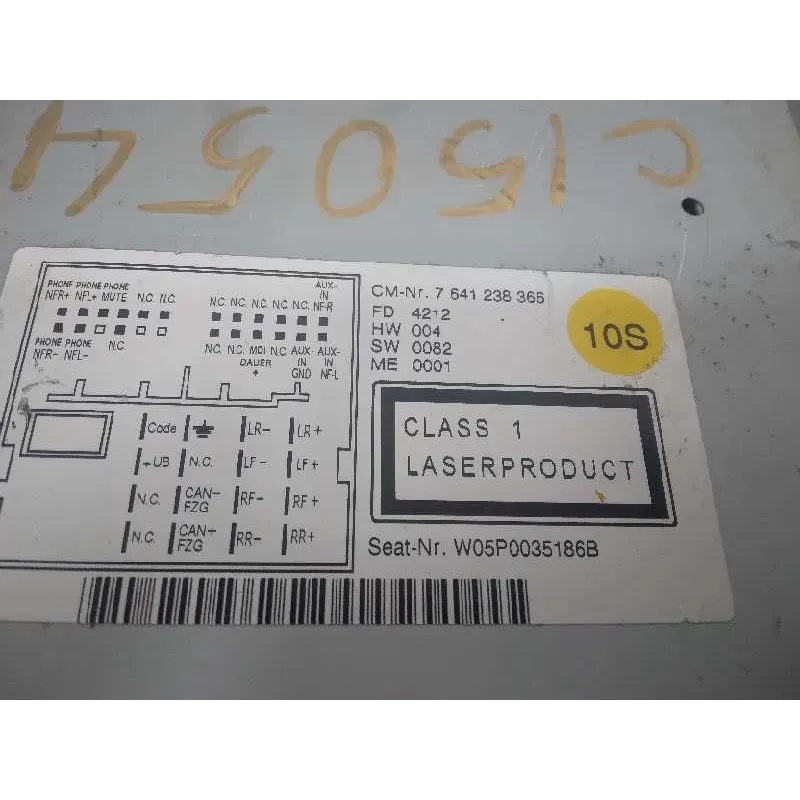 C15054
PHONE PHONE PHONE
NFR+ NFL+ MUTE N.C. N.C.
AUX-
IN
N.C. N.C. N.C. N.C. N.C. NF-R
PHONE PHONE N.C.
NFR- NFL-
N.C. N.C. MDI N.C. AUX- AUX-
DAUER IN IN
+ GND NF-L
Code LR- LR+
+UB N.C. LF- LF+
N.C. CAN- RF- RF+
FZG
N.C. CAN+ RR- RR+
FZG
CM-Nr. 7 641 238 366
FD 4212
HW 004
SW 0082
ME 0001
10S
CLASS 1
LASERPRODUCT
Seat-Nr. W05P0035186B